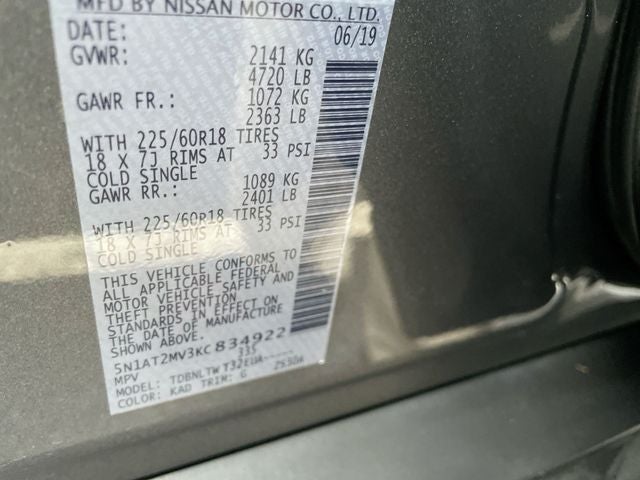 MFD BY NISSAN MOTOR CO., LTD.
DATE: 06/19
GVWR: 2141 KG
4720 LB
GAWR FR.: 1072 KG
2363 LB
WITH 225/60R18 TIRES
18 X 7J RIMS AT 33 PSI
COLD SINGLE
GAWR RR.: 1089 KG
2401 LB
WITH 225/60R18 TIRES
18 X 7J RIMS AT 33 PSI
COLD SINGLE
THIS VEHICLE CONFORMS TO
ALL APPLICABLE FEDERAL
MOTOR VEHICLE SAFETY AND
THEFT PREVENTION
STANDARDS IN EFFECT ON
THE DATE OF MANUFACTURE
SHOWN ABOVE.
5N1AT2MV3KC834922
MPV 335
MODEL: TDBNLTW T32EUA-----
COLOR: KAD TRIM: G